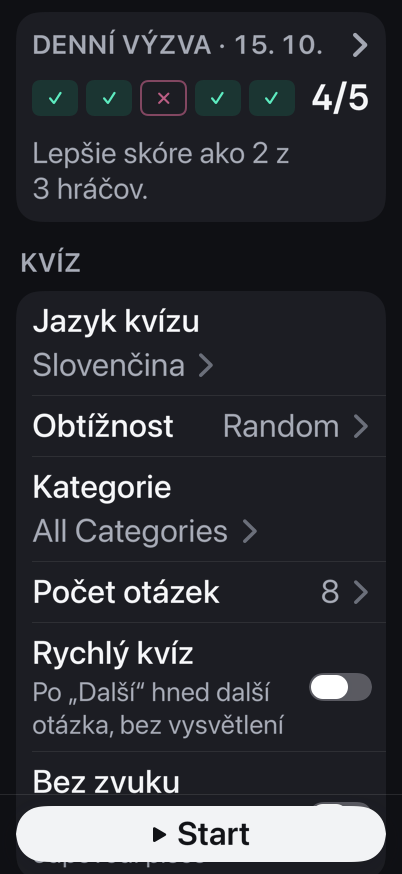 DENNÍ VÝZVA · 15. 10.
4/5
Lepšie skóre ako 2 z
3 hráčov.
KVÍZ
Jazyk kvízu
Slovenčina
Obtížnost Random
Kategorie
All Categories
Počet otázek 8
Rychlý kvíz
Po „Další“ hned další
otázka, bez vysvětlení
Bez zvuku
Start